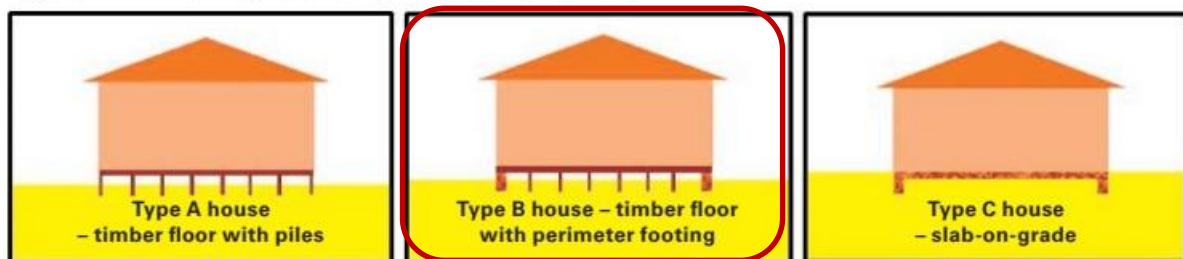 Type A house
– timber floor with piles
Type B house – timber floor
with perimeter footing
Type C house
– slab-on-grade